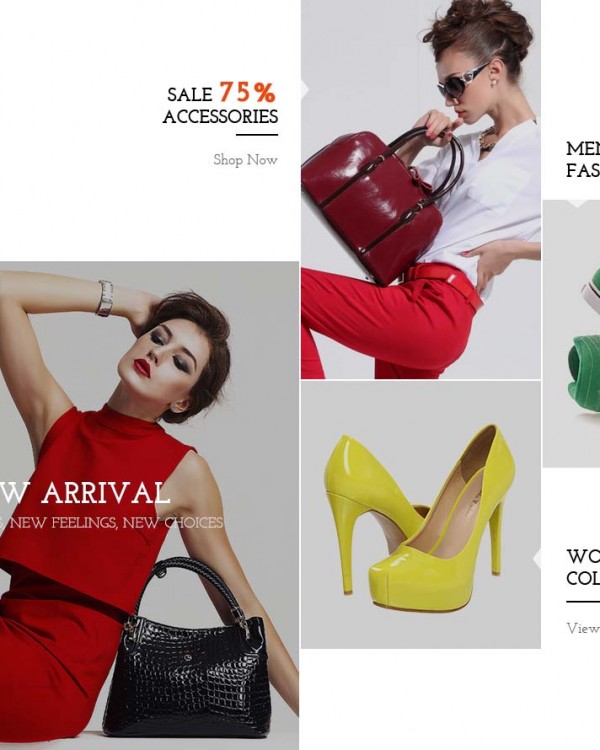 SALE 75%
ACCESSORIES
Shop Now
MEN
FAS
W ARRIVAL
NEW FEELINGS, NEW CHOICES
WO
COL
View